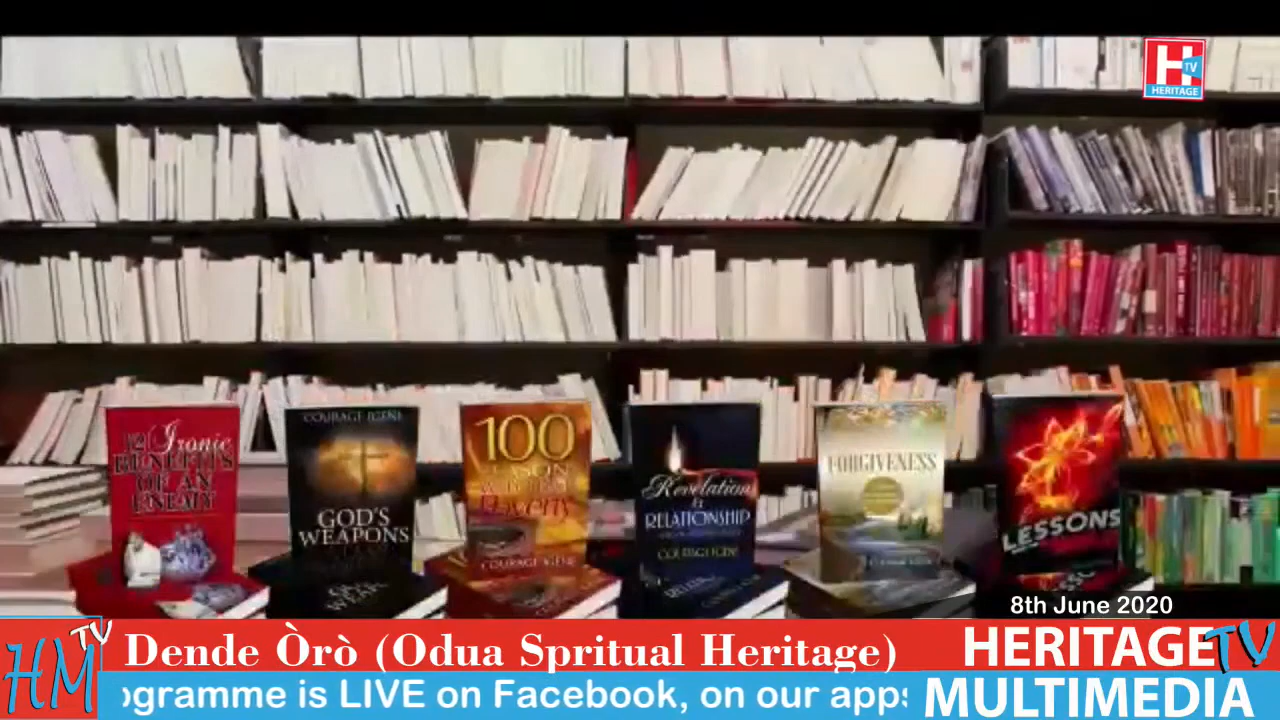 H
TV
HERITAGE
12 Ironic
BENEFITS
OF AN
ENEMY
COURAGE IGENE
GOD'S
WEAPONS
100
COURAGE IGENE
Revelations
&
RELATIONSHIP
COURAGE IGENE
FORGIVENESS
LESSONS
8th June 2020
HM TV
Dende Òrò (Odua Spritual Heritage)
HERITAGE TV
ogramme is LIVE on Facebook, on our apps
MULTIMEDIA